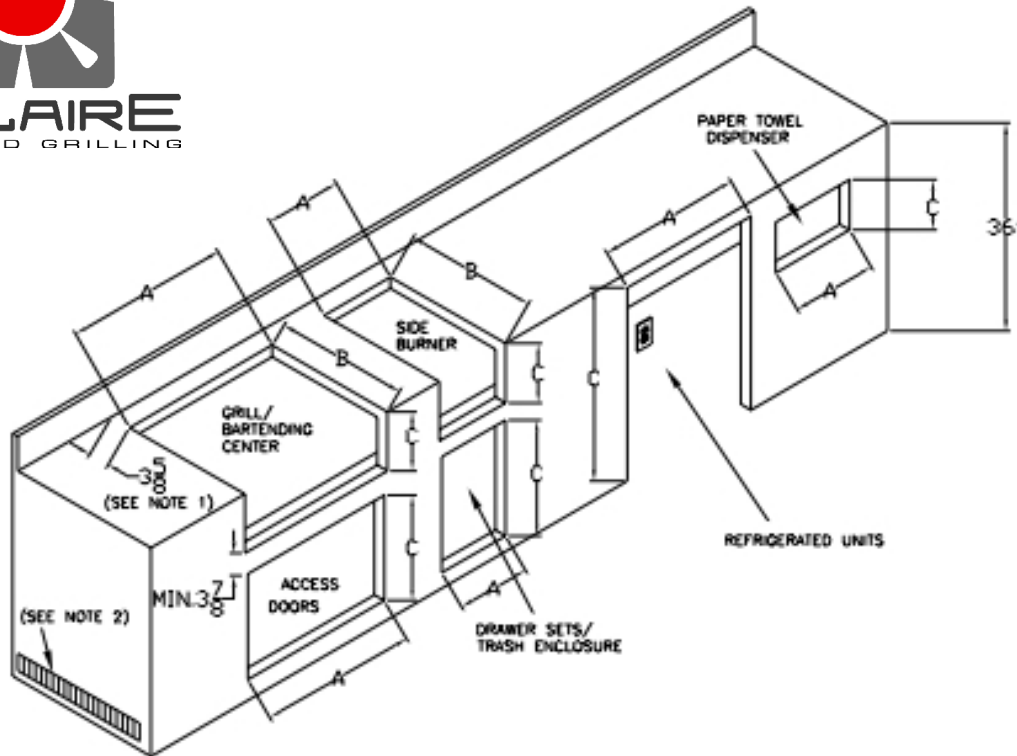 LAIRE
D GRILLING
PAPER TOWEL
DISPENSER
A
C
36
A
A
B
A
SIDE
BURNER
C
C
B
GRILL/
BARTENDING
CENTER
C
C
3 5/8
(SEE NOTE 1)
C
REFRIGERATED UNITS
MIN.3 7/8
ACCESS
DOORS
A
(SEE NOTE 2)
DRAWER SETS/
TRASH ENCLOSURE
A